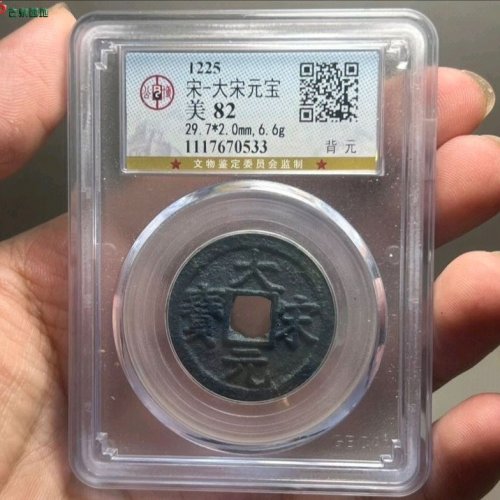 1225
宋-大宋元宝
美 82
29.7*2.0mm,6.6g
1117670533
背 元
★ 文物鉴定委员会监制 ★
大
寳 宋
元